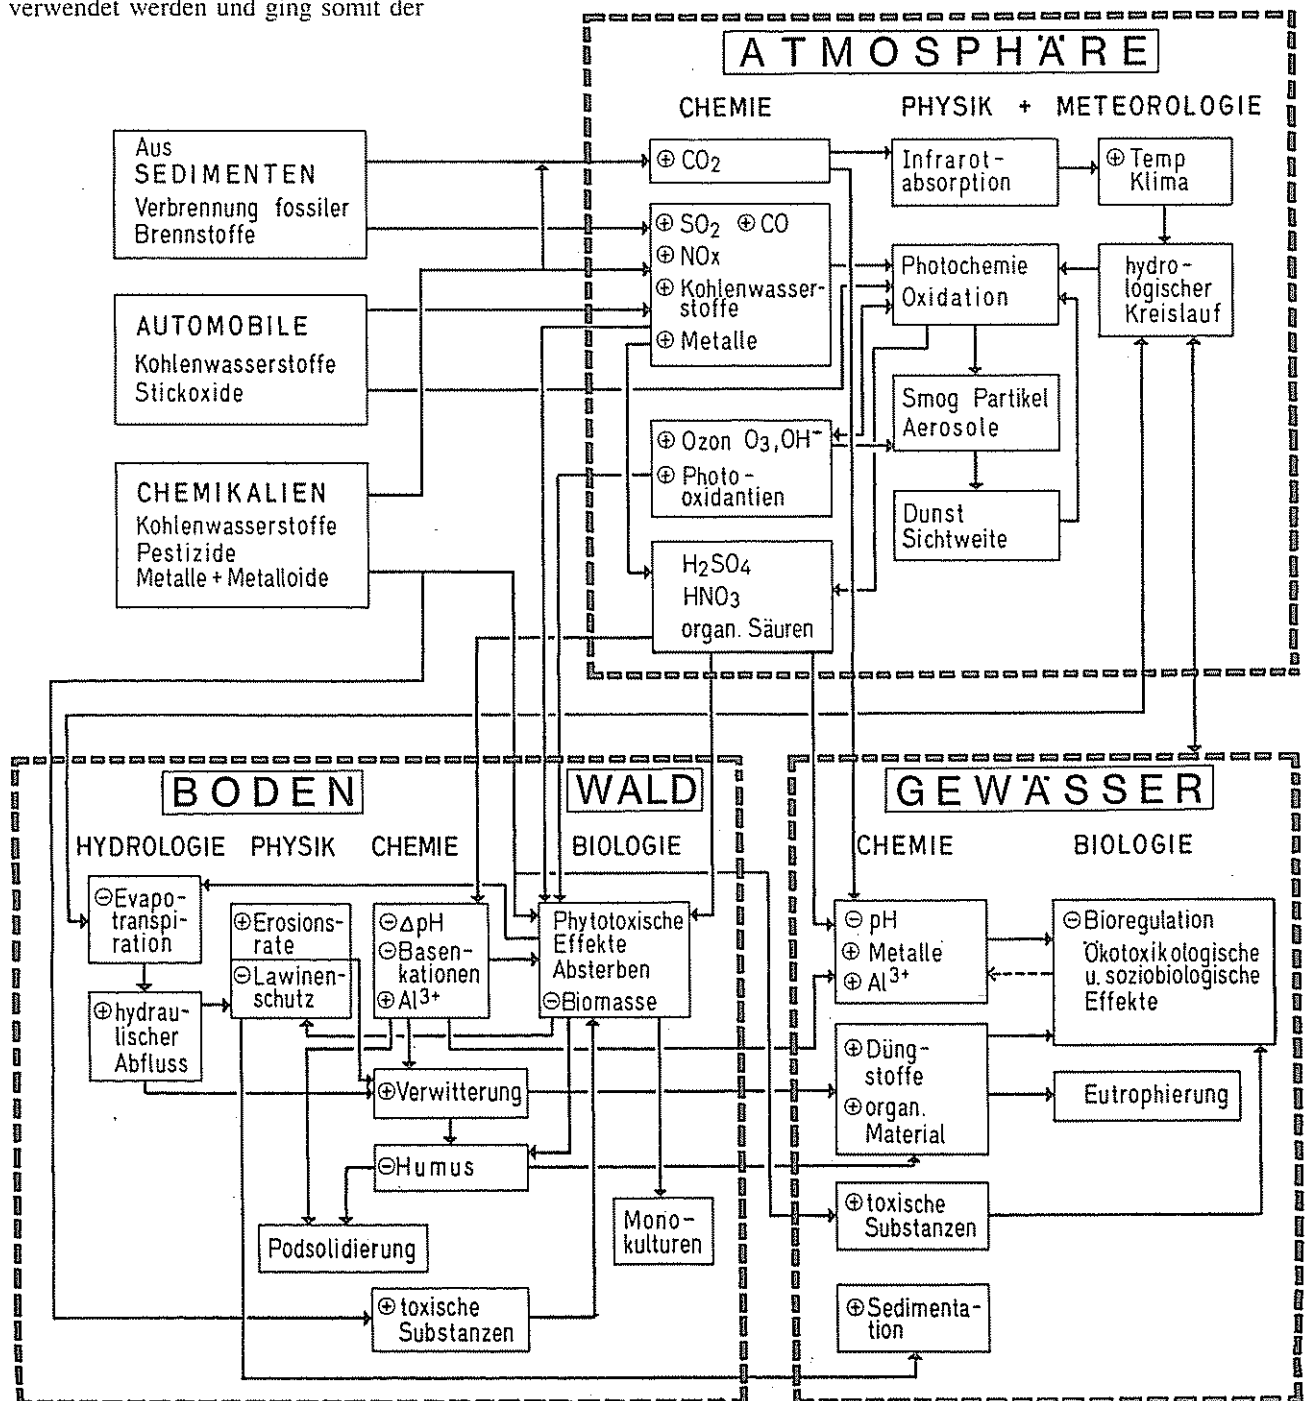 verwendet werden und ging somit der
ATMOSPHÄRE
CHEMIE
PHYSIK + METEOROLOGIE
Aus
SEDIMENTEN
Verbrennung fossiler
Brennstoffe
AUTOMOBILE
Kohlenwasserstoffe
Stickoxide
CHEMIKALIEN
Kohlenwasserstoffe
Pestizide
Metalle + Metalloide
⊕ CO₂
⊕ SO₂ ⊕ CO
⊕ NOx
⊕ Kohlenwasser-
stoffe
⊕ Metalle
⊕ Ozon O₃, OH⁻
⊕ Photo-
oxidantien
H₂SO₄
HNO₃
organ. Säuren
Infrarot-
absorption
⊕ Temp
Klima
Photochemie
Oxidation
hydro-
logischer
Kreislauf
Smog Partikel
Aerosole
Dunst
Sichtweite
BODEN
WALD
HYDROLOGIE
PHYSIK
CHEMIE
BIOLOGIE
⊖ Evapo-
transpi-
ration
⊕ hydrau-
lischer
Abfluss
⊕ Erosions-
rate
⊖ Lawinen-
schutz
⊖ ΔpH
⊖ Basen-
kationen
⊕ Al³⁺
Phytotoxische
Effekte
Absterben
⊖ Biomasse
⊕ Verwitterung
⊖ Humus
Podsolidierung
Mono-
kulturen
⊕ toxische
Substanzen
GEWÄSSER
CHEMIE
BIOLOGIE
⊖ pH
⊕ Metalle
⊕ Al³⁺
⊖ Bioregulation
Ökotoxikologische
u. soziobiologische
Effekte
⊕ Düng-
stoffe
⊕ organ.
Material
Eutrophierung
⊕ toxische
Substanzen
⊕ Sedimenta-
tion